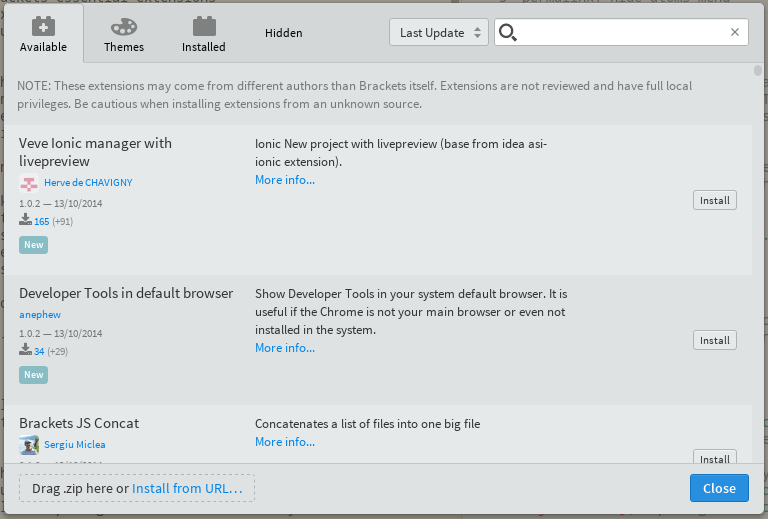 Available
Themes
Installed
Hidden
Last Update
NOTE: These extensions may come from different authors than Brackets itself. Extensions are not reviewed and have full local
privileges. Be cautious when installing extensions from an unknown source.
Veve Ionic manager with
livepreview
Herve de CHAVIGNY
1.0.2 — 13/10/2014
165 (+91)
New
Ionic New project with livepreview (base from idea asi-
ionic extension).
More info...
Install
Developer Tools in default browser
anephew
1.0.2 — 13/10/2014
34 (+29)
New
Show Developer Tools in your system default browser. It is
useful if the Chrome is not your main browser or even not
installed in the system.
More info...
Install
Brackets JS Concat
Sergiu Miclea
Concatenates a list of files into one big file
More info...
Install
Drag .zip here or Install from URL...
Close